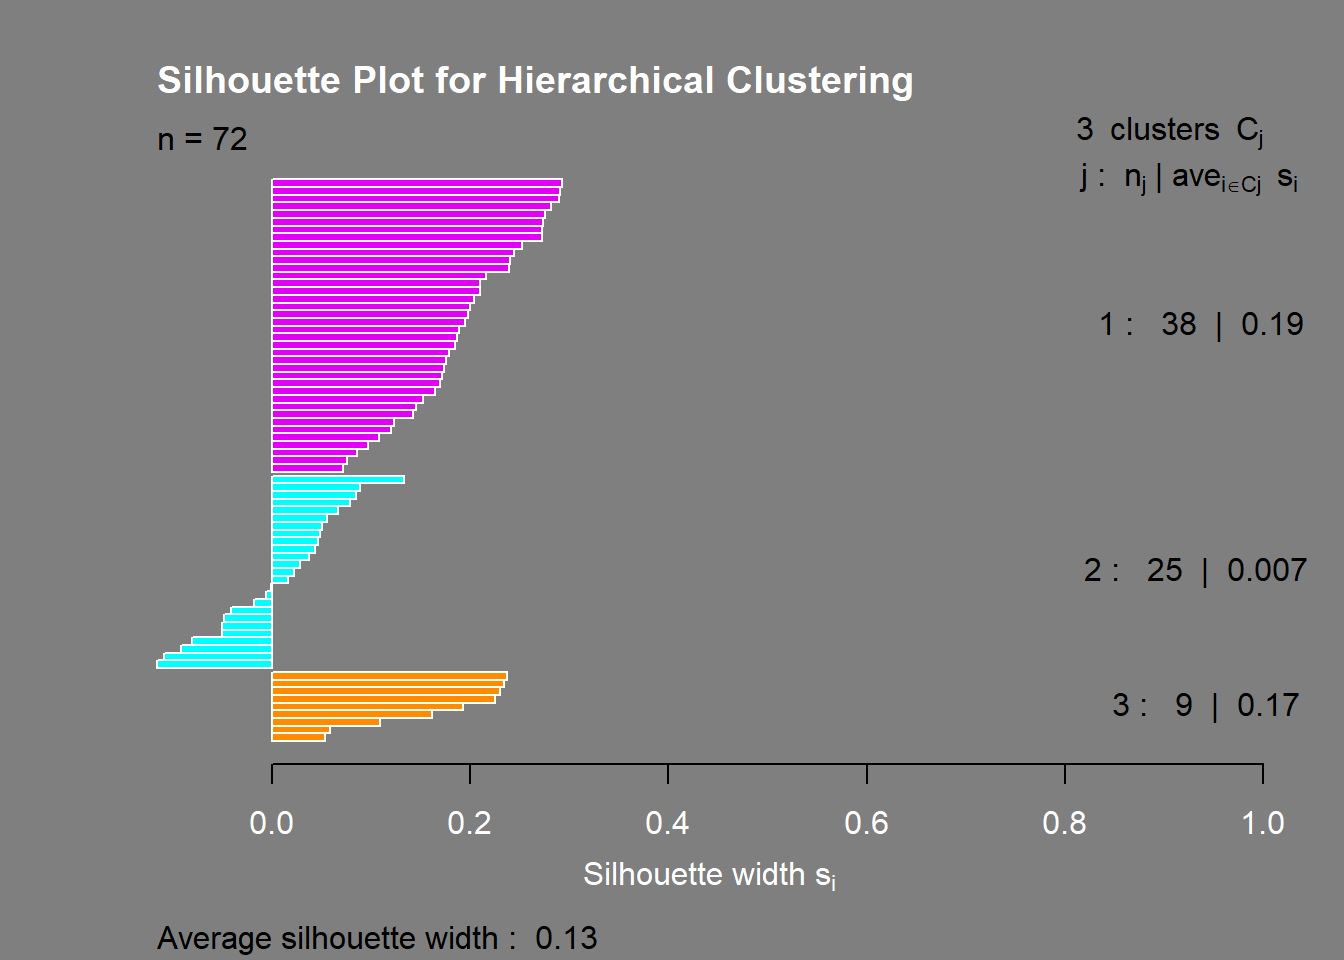 Silhouette Plot for Hierarchical Clustering
n = 72
3 clusters Cj
j : nj | avei∈Cj si
1 : 38 | 0.19
2 : 25 | 0.007
3 : 9 | 0.17
0.0 0.2 0.4 0.6 0.8 1.0
Silhouette width si
Average silhouette width : 0.13